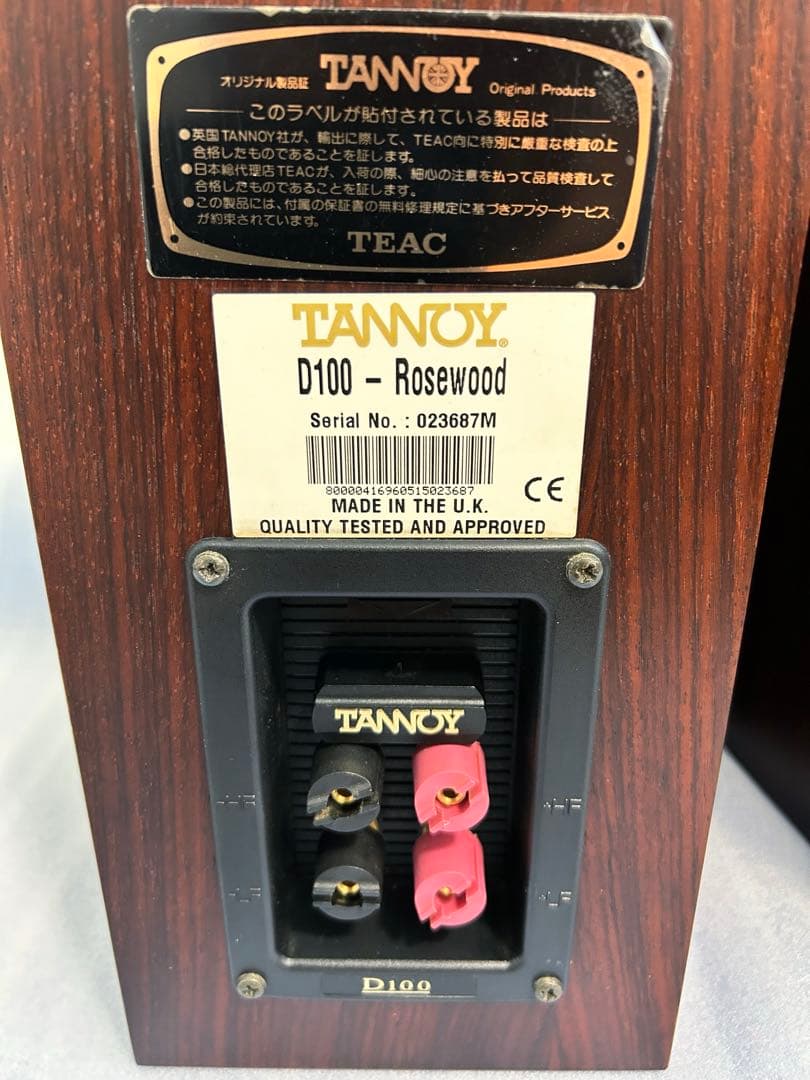 オリジナル製品証 TANNOY Original Products
このラベルが貼付されている製品は
●英国TANNOY社が、輸出に際して、TEAC向に特別に厳重な検査の上
合格したものであることを証します。
●日本総代理店TEACが、入荷の際、細心の注意を払って品質検査して
合格したものであることを証します。
●この製品には、付属の保証書の無料修理規定に基づきアフターサービス
が約束されています。
TEAC
TANNOY®
D100 – Rosewood
Serial No. : 023687M
80000416960515023687
CE
MADE IN THE U.K.
QUALITY TESTED AND APPROVED
TANNOY
-HF +HF
-LF +LF
D100